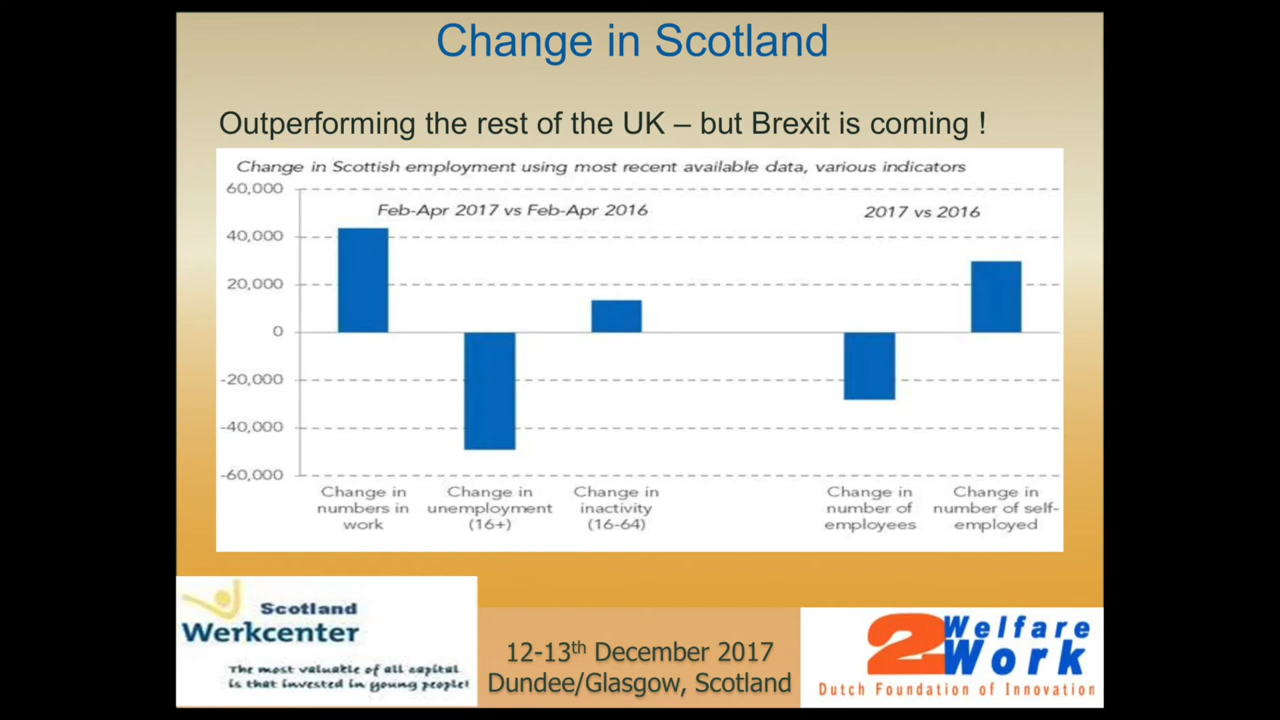 Change in Scotland
Outperforming the rest of the UK – but Brexit is coming !
Change in Scottish employment using most recent available data, various indicators
60,000
Feb-Apr 2017 vs Feb-Apr 2016
2017 vs 2016
40,000
20,000
0
-20,000
-40,000
-60,000
Change in
numbers in
work
Change in
unemployment
(16+)
Change in
inactivity
(16-64)
Change in
number of
employees
Change in
number of self-
employed
Scotland
Werkcenter
The most valuable of all capital
is that invested in young people!
12-13th December 2017
Dundee/Glasgow, Scotland
2 Welfare
Work
Dutch Foundation of Innovation